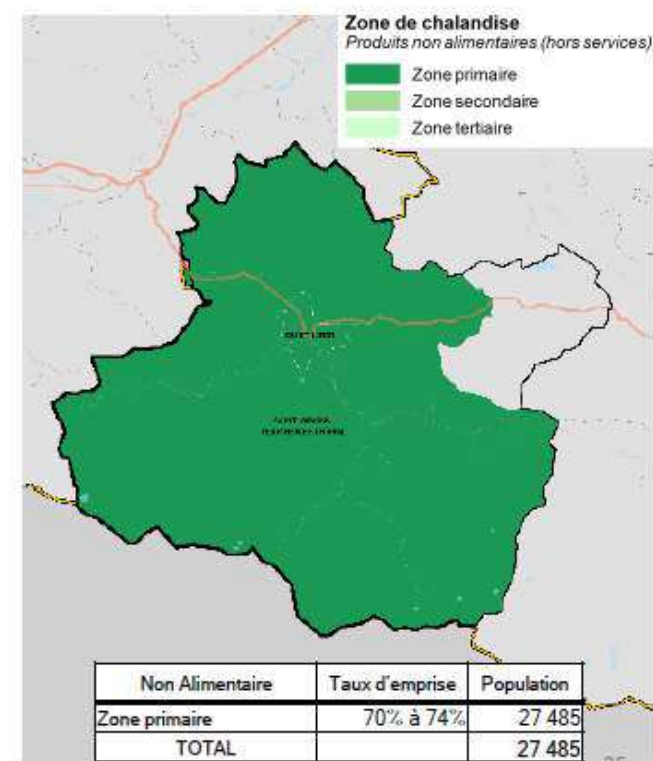 Zone de chalandise
Produits non alimentaires (hors services)
Zone primaire
Zone secondaire
Zone tertiaire
Non Alimentaire Taux d'emprise Population
Zone primaire 70% à 74% 27 485
TOTAL 27 485